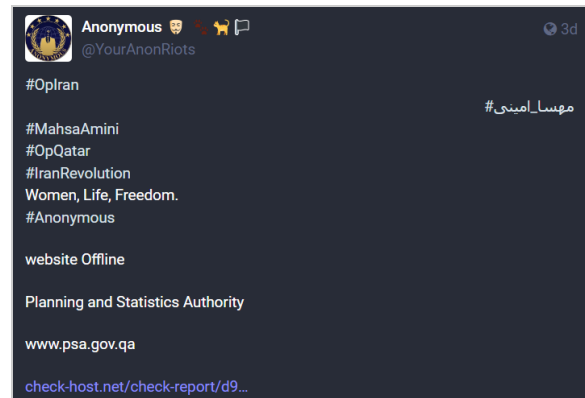 Anonymous
@YourAnonRiots
3d
#OpIran
#مهسا_امینی
#MahsaAmini
#OpQatar
#IranRevolution
Women, Life, Freedom.
#Anonymous
website Offline
Planning and Statistics Authority
www.psa.gov.qa
check-host.net/check-report/d9…